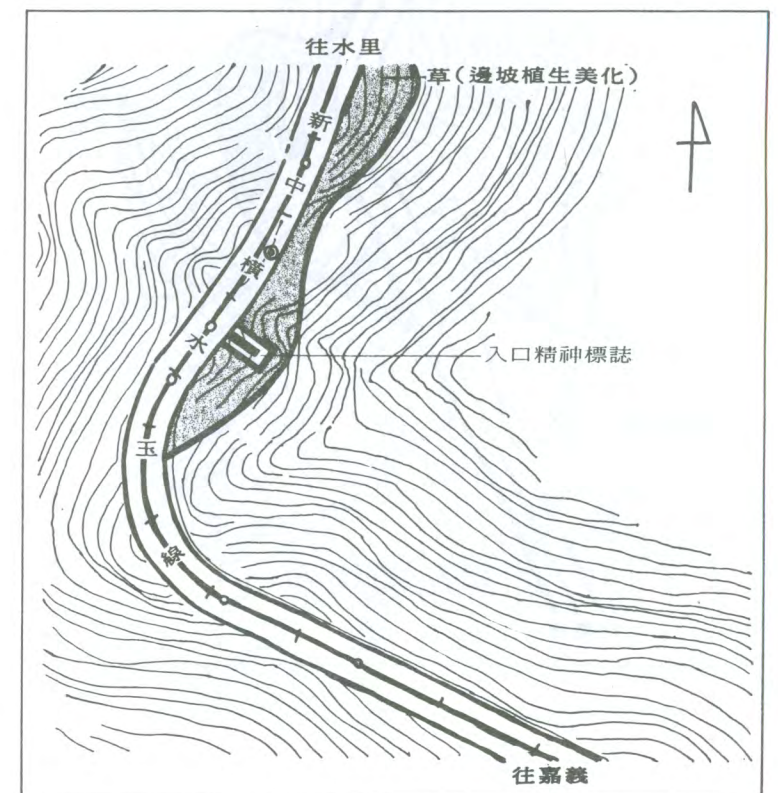 往水里
草(邊坡植生美化)
新中橫水玉線
入口精神標誌
往嘉義